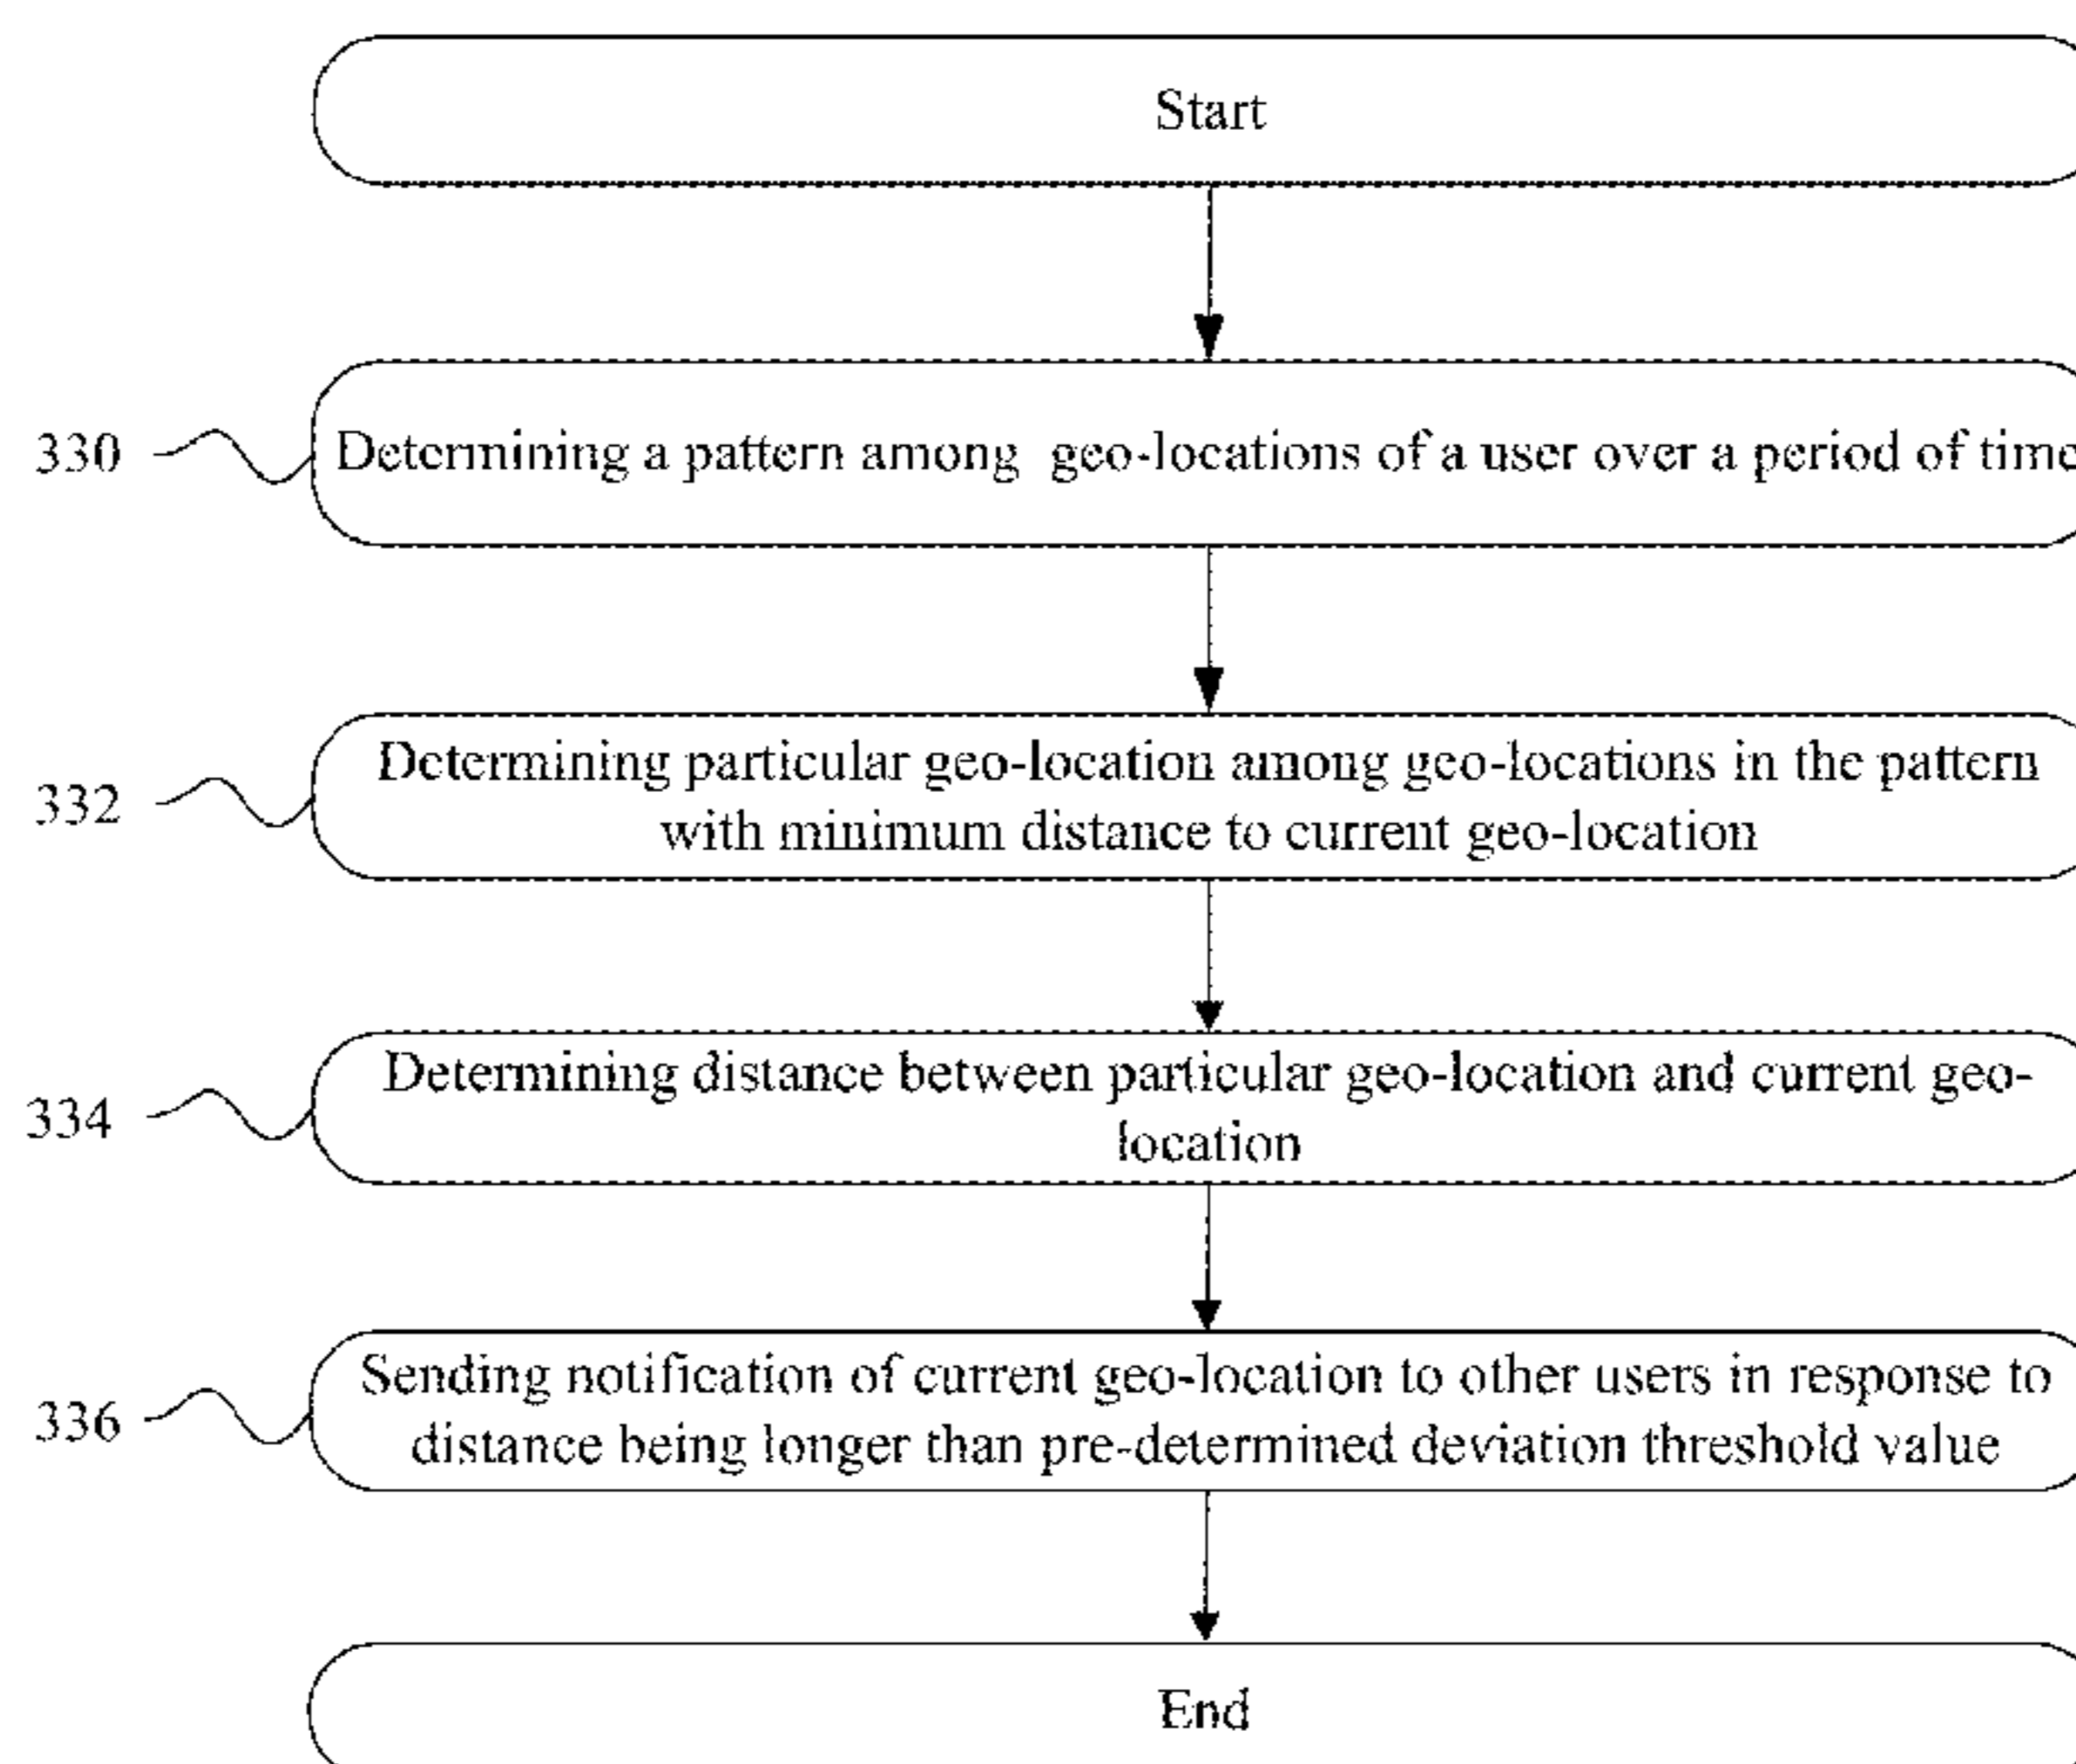 Start
330
Determining a pattern among geo-locations of a user over a period of time
332
Determining particular geo-location among geo-locations in the pattern
with minimum distance to current geo-location
334
Determining distance between particular geo-location and current geo-
location
336
Sending notification of current geo-location to other users in response to
distance being longer than pre-determined deviation threshold value
End